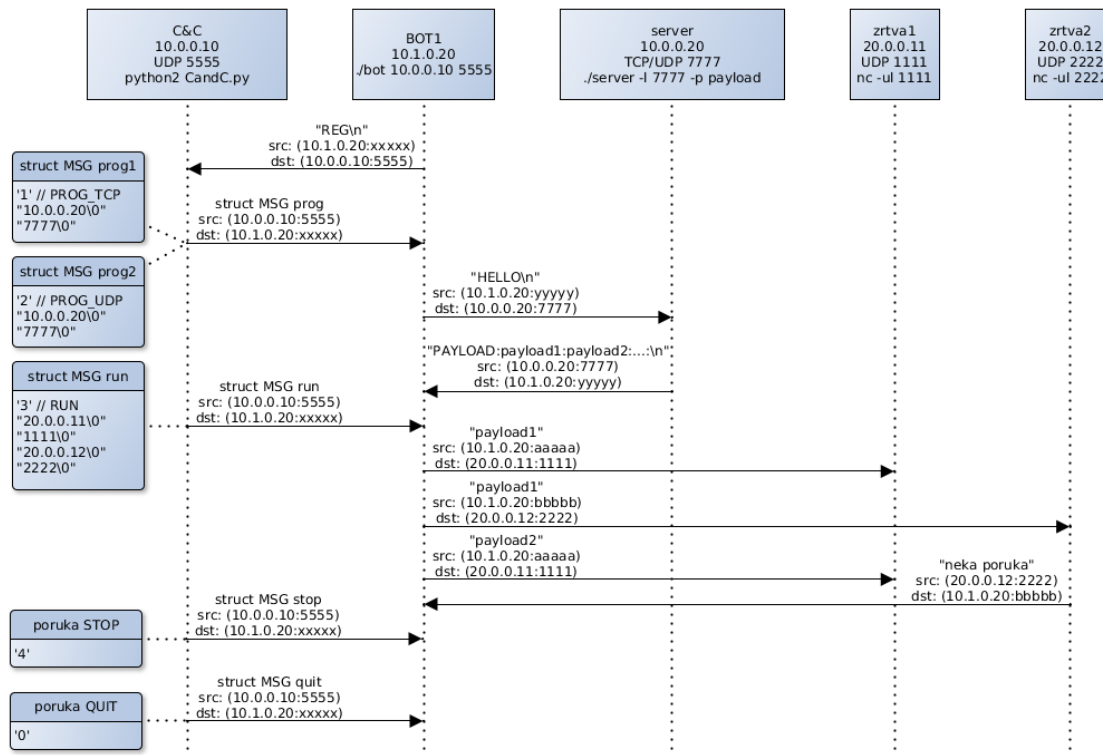 C&C
10.0.0.10
UDP 5555
python2 CandC.py
BOT1
10.1.0.20
./bot 10.0.0.10 5555
server
10.0.0.20
TCP/UDP 7777
./server -l 7777 -p payload
zrtva1
20.0.0.11
UDP 1111
nc -ul 1111
zrtva2
20.0.0.12
UDP 2222
nc -ul 2222
"REG\n"
src: (10.1.0.20:xxxxx)
dst: (10.0.0.10:5555)
struct MSG prog1
'1' // PROG_TCP
"10.0.0.20\0"
"7777\0"
struct MSG prog
src: (10.0.0.10:5555)
dst: (10.1.0.20:xxxxx)
struct MSG prog2
'2' // PROG_UDP
"10.0.0.20\0"
"7777\0"
"HELLO\n"
src: (10.1.0.20:yyyyy)
dst: (10.0.0.20:7777)
"PAYLOAD:payload1:payload2:...:\n"
src: (10.0.0.20:7777)
dst: (10.1.0.20:yyyyy)
struct MSG run
'3' // RUN
"20.0.0.11\0"
"1111\0"
"20.0.0.12\0"
"2222\0"
struct MSG run
src: (10.0.0.10:5555)
dst: (10.1.0.20:xxxxx)
"payload1"
src: (10.1.0.20:aaaaa)
dst: (20.0.0.11:1111)
"payload1"
src: (10.1.0.20:bbbbb)
dst: (20.0.0.12:2222)
"payload2"
src: (10.1.0.20:aaaaa)
dst: (20.0.0.11:1111)
"neka poruka"
src: (20.0.0.12:2222)
dst: (10.1.0.20:bbbbb)
poruka STOP
'4'
struct MSG stop
src: (10.0.0.10:5555)
dst: (10.1.0.20:xxxxx)
poruka QUIT
'0'
struct MSG quit
src: (10.0.0.10:5555)
dst: (10.1.0.20:xxxxx)